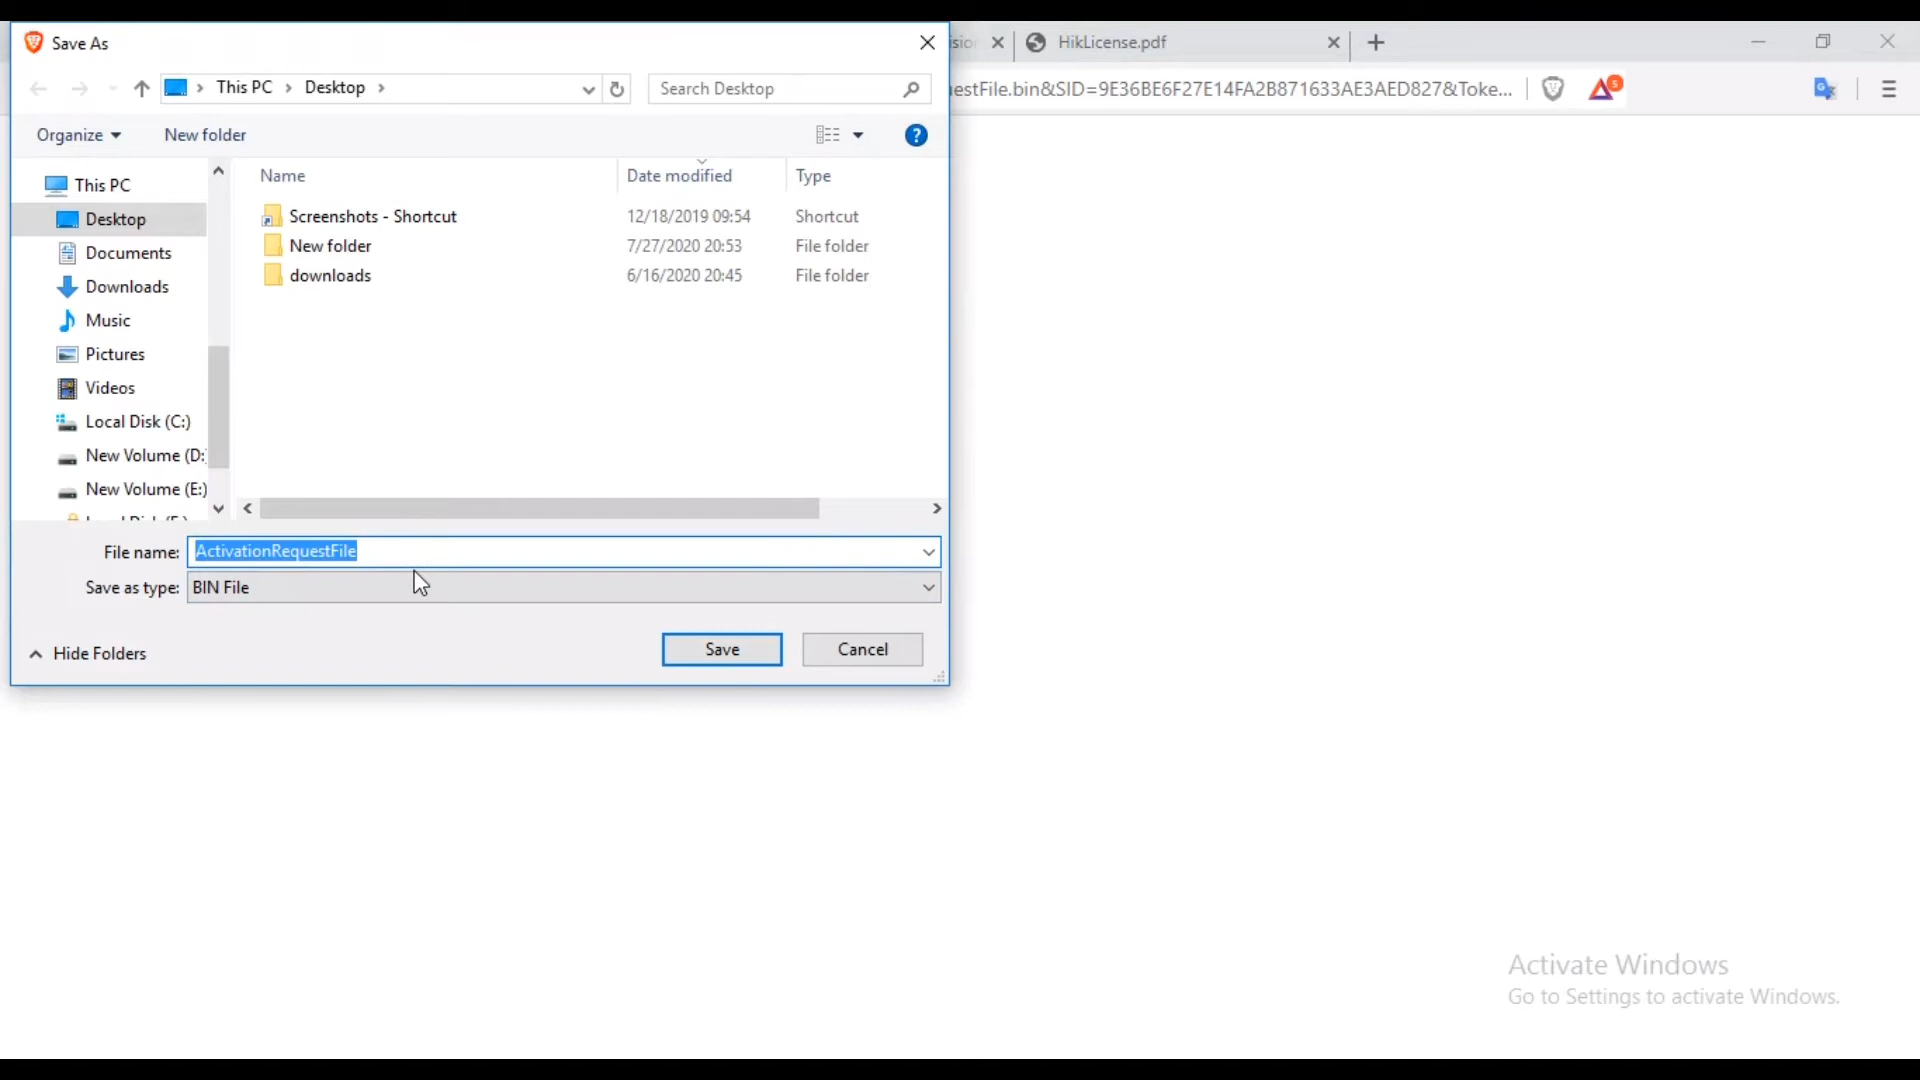 Save As
HikLicense.pdf
This PC > Desktop >
Search Desktop
estFile.bin&SID=9E36BE6F27E14FA2B871633AE3AED827&Toke...
5
Organize
New folder
?
This PC
Desktop
Documents
Downloads
Music
Pictures
Videos
Local Disk (C:)
New Volume (D:
New Volume (E:)
Name Date modified Type
Screenshots - Shortcut 12/18/2019 09:54 Shortcut
New folder 7/27/2020 20:53 File folder
downloads 6/16/2020 20:45 File folder
File name: ActivationRequestFile
Save as type: BIN File
Hide Folders
Save
Cancel
Activate Windows
Go to Settings to activate Windows.